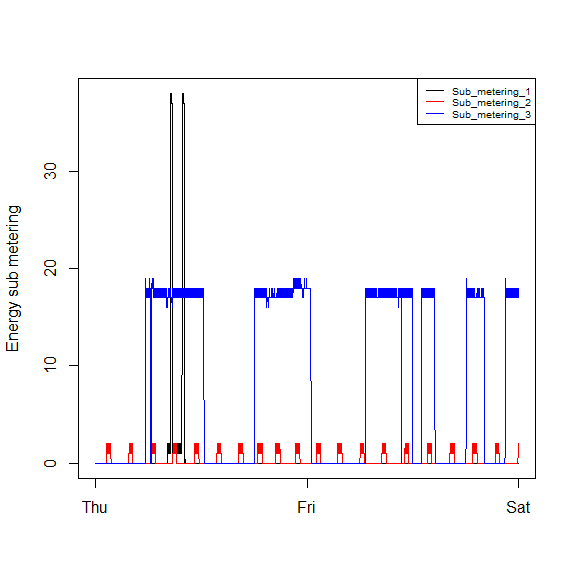 Sub_metering_1
Sub_metering_2
Sub_metering_3
Energy sub metering
30
20
10
0
Thu Fri Sat